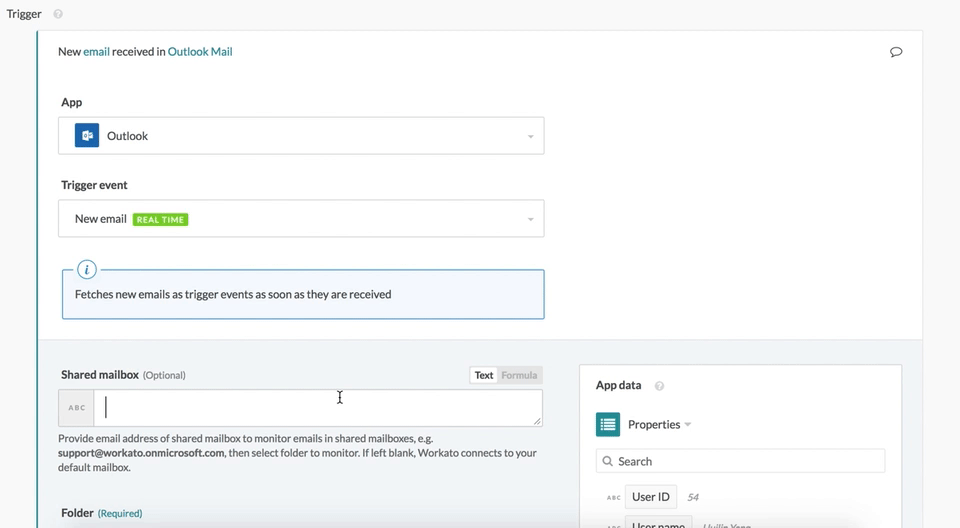 Trigger ?
New email received in Outlook Mail
App
Outlook
Trigger event
New email REAL TIME
i
Fetches new emails as trigger events as soon as they are received
Shared mailbox (Optional) Text Formula
ABC
Provide email address of shared mailbox to monitor emails in shared mailboxes, e.g.
support@workato.onmicrosoft.com, then select folder to monitor. If left blank, Workato connects to your
default mailbox.
Folder (Required)
App data ?
Properties
Search
ABC User ID 54
ABC User name